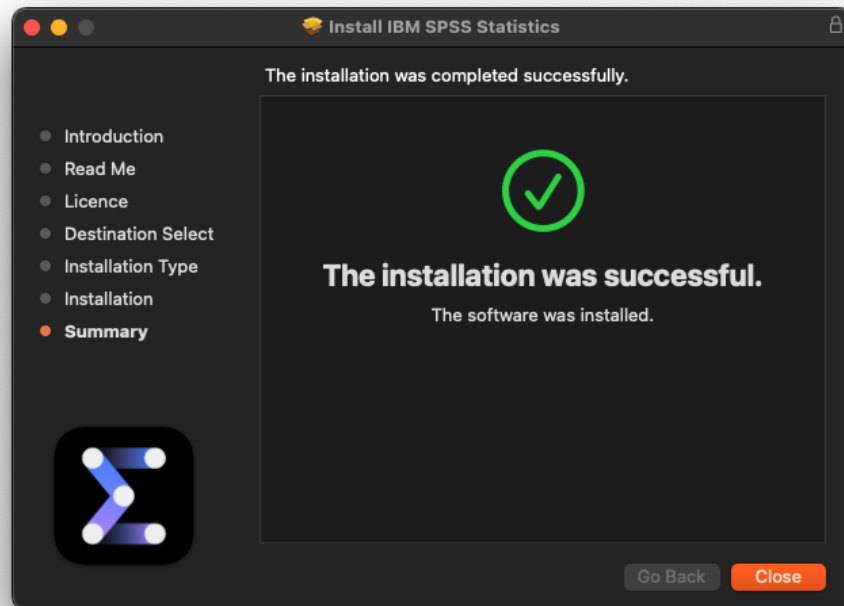 Install IBM SPSS Statistics
The installation was completed successfully.
Introduction
Read Me
Licence
Destination Select
Installation Type
Installation
Summary
The installation was successful.
The software was installed.
Go Back
Close